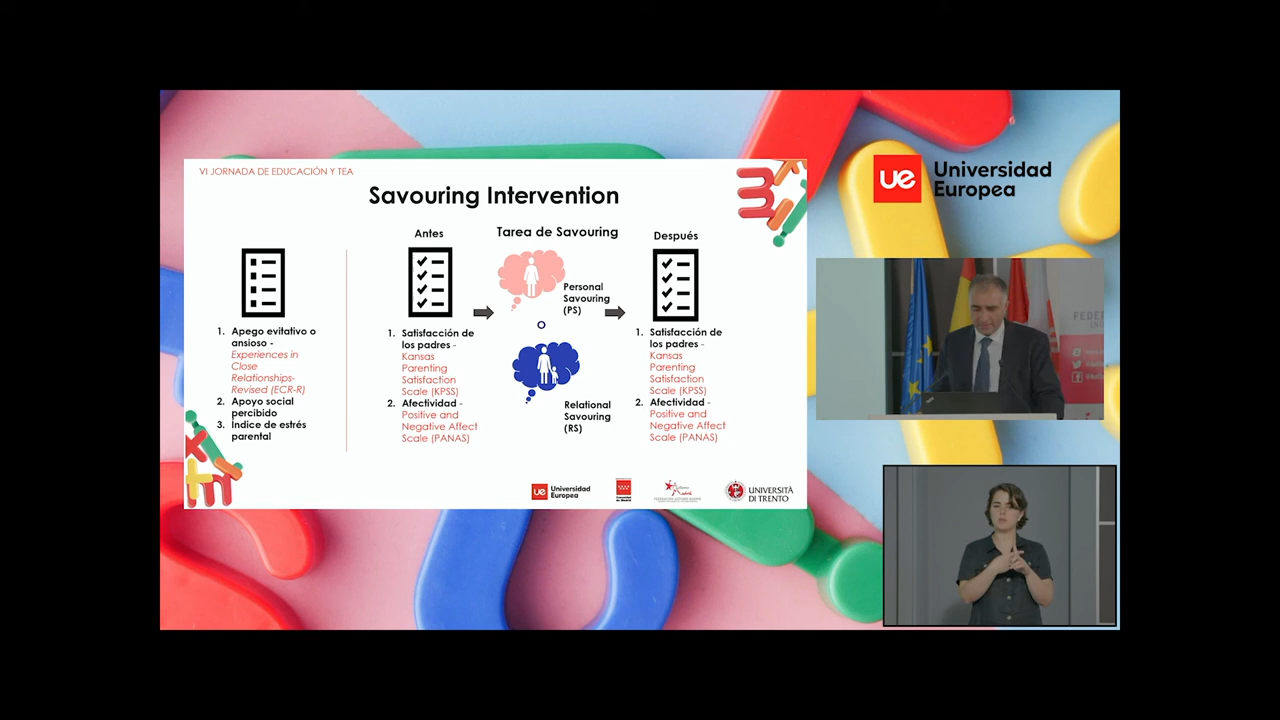 VI JORNADA DE EDUCACIÓN Y TEA
Savouring Intervention
1. Apego evitativo o
ansioso -
Experiences in
Close
Relationships-
Revised (ECR-R)
2. Apoyo social
percibido
3. Índice de estrés
parental
Antes
1. Satisfacción de
los padres -
Kansas
Parenting
Satisfaction
Scale (KPSS)
2. Afectividad -
Positive and
Negative Affect
Scale (PANAS)
Tarea de Savouring
Personal
Savouring
(PS)
O
Relational
Savouring
(RS)
Después
1. Satisfacción de
los padres -
Kansas
Parenting
Satisfaction
Scale (KPSS)
2. Afectividad -
Positive and
Negative Affect
Scale (PANAS)
ue Universidad
Europea
UNIVERSITÀ
DI TRENTO
ue Universidad
Europea